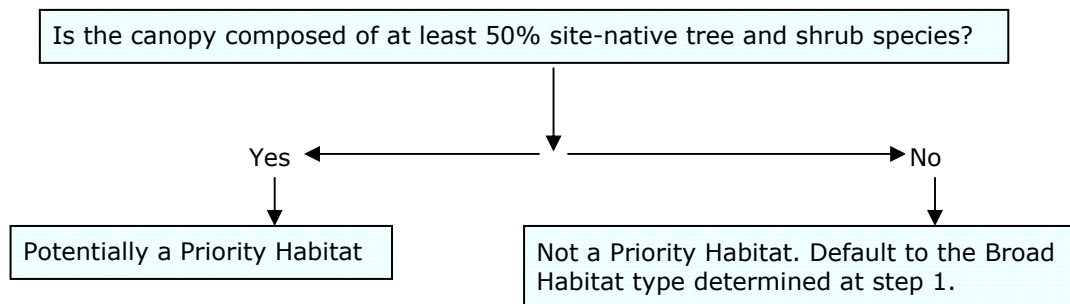 Is the canopy composed of at least 50% site-native tree and shrub species?
Yes
No
Potentially a Priority Habitat
Not a Priority Habitat. Default to the Broad
Habitat type determined at step 1.